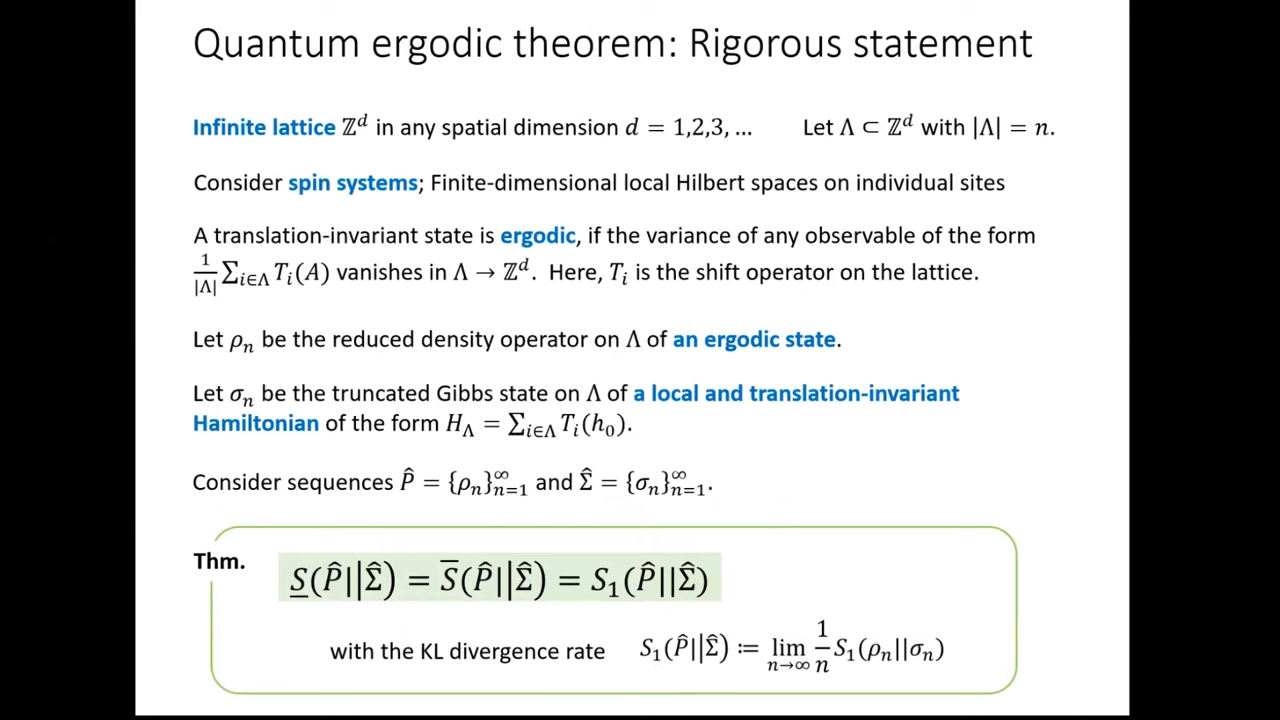 Quantum ergodic theorem: Rigorous statement
Infinite lattice ℤᵈ in any spatial dimension d = 1,2,3, … Let Λ ⊂ ℤᵈ with |Λ| = n.
Consider spin systems; Finite-dimensional local Hilbert spaces on individual sites
A translation-invariant state is ergodic, if the variance of any observable of the form
1/|Λ| ∑_{i∈Λ} T_i(A) vanishes in Λ → ℤᵈ. Here, T_i is the shift operator on the lattice.
Let ρ_n be the reduced density operator on Λ of an ergodic state.
Let σ_n be the truncated Gibbs state on Λ of a local and translation-invariant
Hamiltonian of the form H_Λ = ∑_{i∈Λ} T_i(h_0).
Consider sequences P̂ = {ρ_n}_{n=1}^∞ and Σ̂ = {σ_n}_{n=1}^∞.
Thm. S̲(P̂||Σ̂) = S̅(P̂||Σ̂) = S_1(P̂||Σ̂)
with the KL divergence rate S_1(P̂||Σ̂) ≔ lim_{n→∞} 1/n S_1(ρ_n||σ_n)